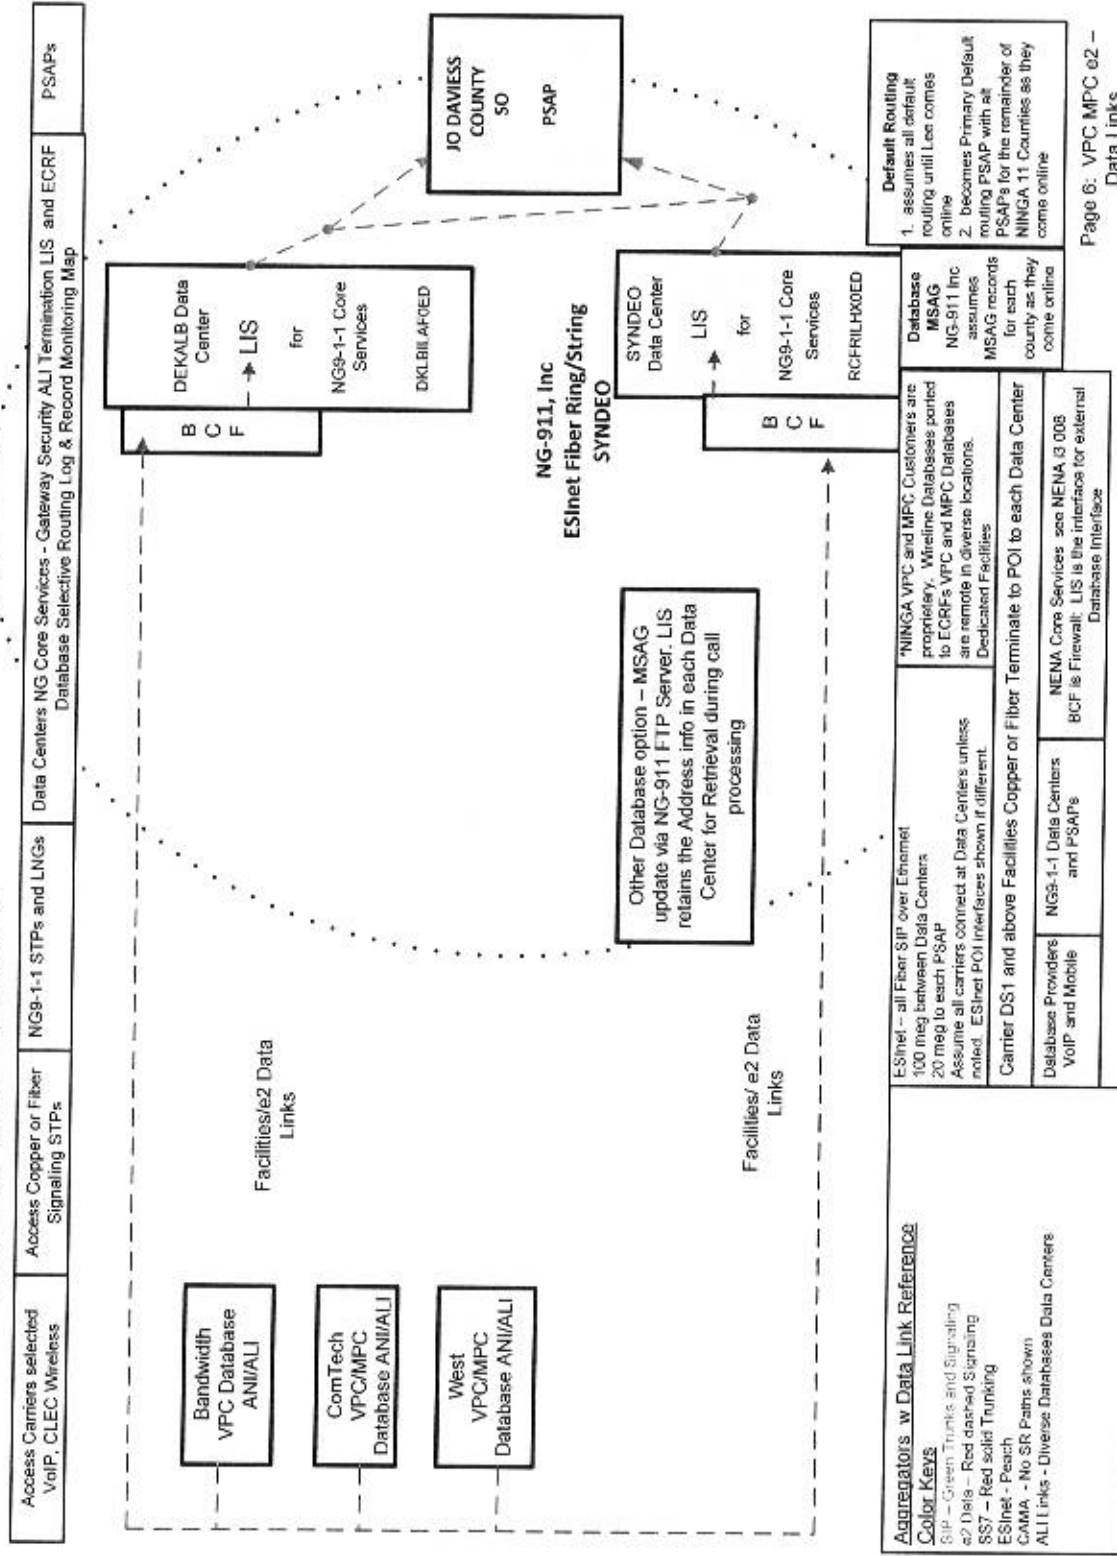 Access Carriers selected
VoIP, CLEC Wireless
Access Copper or Fiber
Signaling STPs
NG9-1-1 STPs and LNGs
Data Centers NG Core Services - Gateway Security ALI Termination LIS and ECRF
Database Selective Routing Log & Record Monitoring Map
PSAPs
Bandwidth
VPC Database
ANI/ALI
ComTech
VPC/MPC
Database ANI/ALI
West
VPC/MPC
Database ANI/ALI
Facilities/e2 Data
Links
Facilities/ e2 Data
Links
B
C
F
DEKALB Data
Center
LIS
for
NG9-1-1 Core
Services
DKLBILAF0ED
JO DAVIESS
COUNTY
SO
PSAP
NG-911, Inc
ESInet Fiber Ring/String
SYNDEO
Other Database option – MSAG
update via NG-911 FTP Server. LIS
retains the Address info in each Data
Center for Retrieval during call
processing
B
C
F
SYNDEO
Data Center
LIS
for
NG9-1-1 Core
Services
RCFRILHX0ED
Aggregators w Data Link Reference
Color Keys
SIP – Green Trunks and Signaling
e2 Data – Red dashed Signaling
SS7 – Red solid Trunking
ESInet - Peach
CAMA - No SR Paths shown
ALI Links - Diverse Databases Data Centers
ESInet – all Fiber SIP over Ethernet
100 meg between Data Centers
20 meg to each PSAP
Assume all carriers connect at Data Centers unless
noted. ESInet POI interfaces shown if different.
*NINGA VPC and MPC Customers are
proprietery. Wireline Databases ported
to ECRFs VPC and MPC Databases
are remote in diverse locations.
Dedicated Facilities
Carrier DS1 and above Facilities Copper or Fiber Terminate to POI to each Data Center
Database Providers
VoIP and Mobile
NG9-1-1 Data Centers
and PSAPs
NENA Core Services see NENA i3 008
BCF is Firewall; LIS is the interface for external
Database Interface
Database
MSAG
NG-911 Inc
assumes
MSAG records
for each
county as they
come online
Default Routing
1. assumes all default
routing until Lee comes
online
2. becomes Primary Default
routing PSAP with alt
PSAPs for the remainder of
NINGA 11 Counties as they
come online
Page 6: VPC MPC e2 –
Data Links